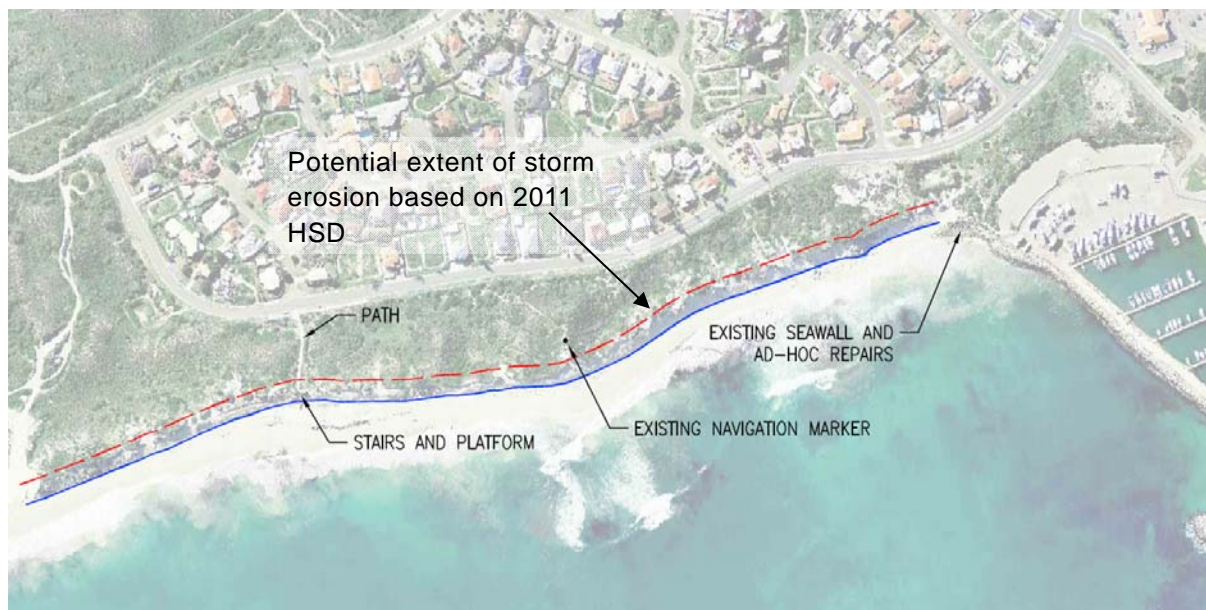 Potential extent of storm
erosion based on 2011
HSD
PATH
EXISTING SEAWALL AND
AD-HOC REPAIRS
STAIRS AND PLATFORM
EXISTING NAVIGATION MARKER